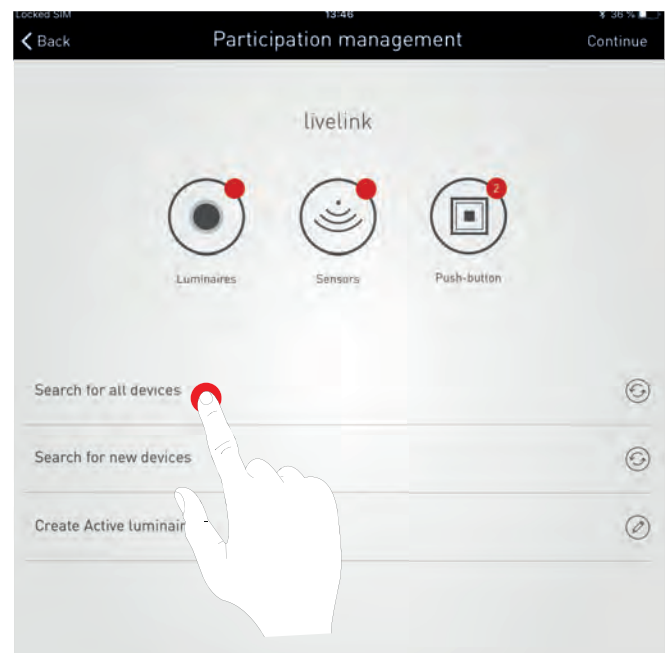 Locked SIM 13:46 36 %
Back Participation management Continue
livelink
2
Luminaires Sensors Push-button
Search for all devices
Search for new devices
Create Active luminair